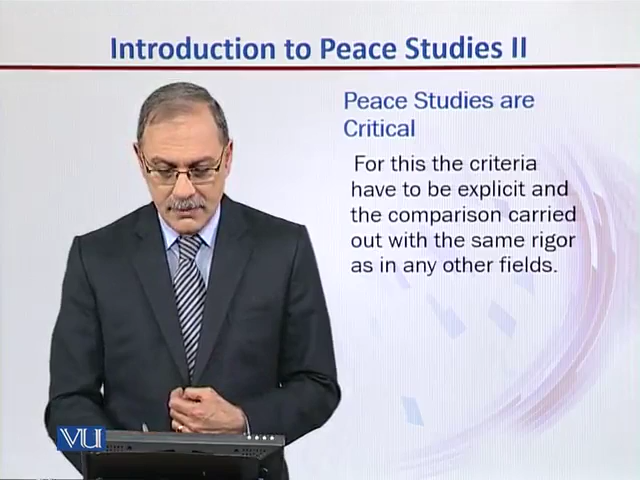 Introduction to Peace Studies II
Peace Studies are
Critical
For this the criteria
have to be explicit and
the comparison carried
out with the same rigor
as in any other fields.
VU